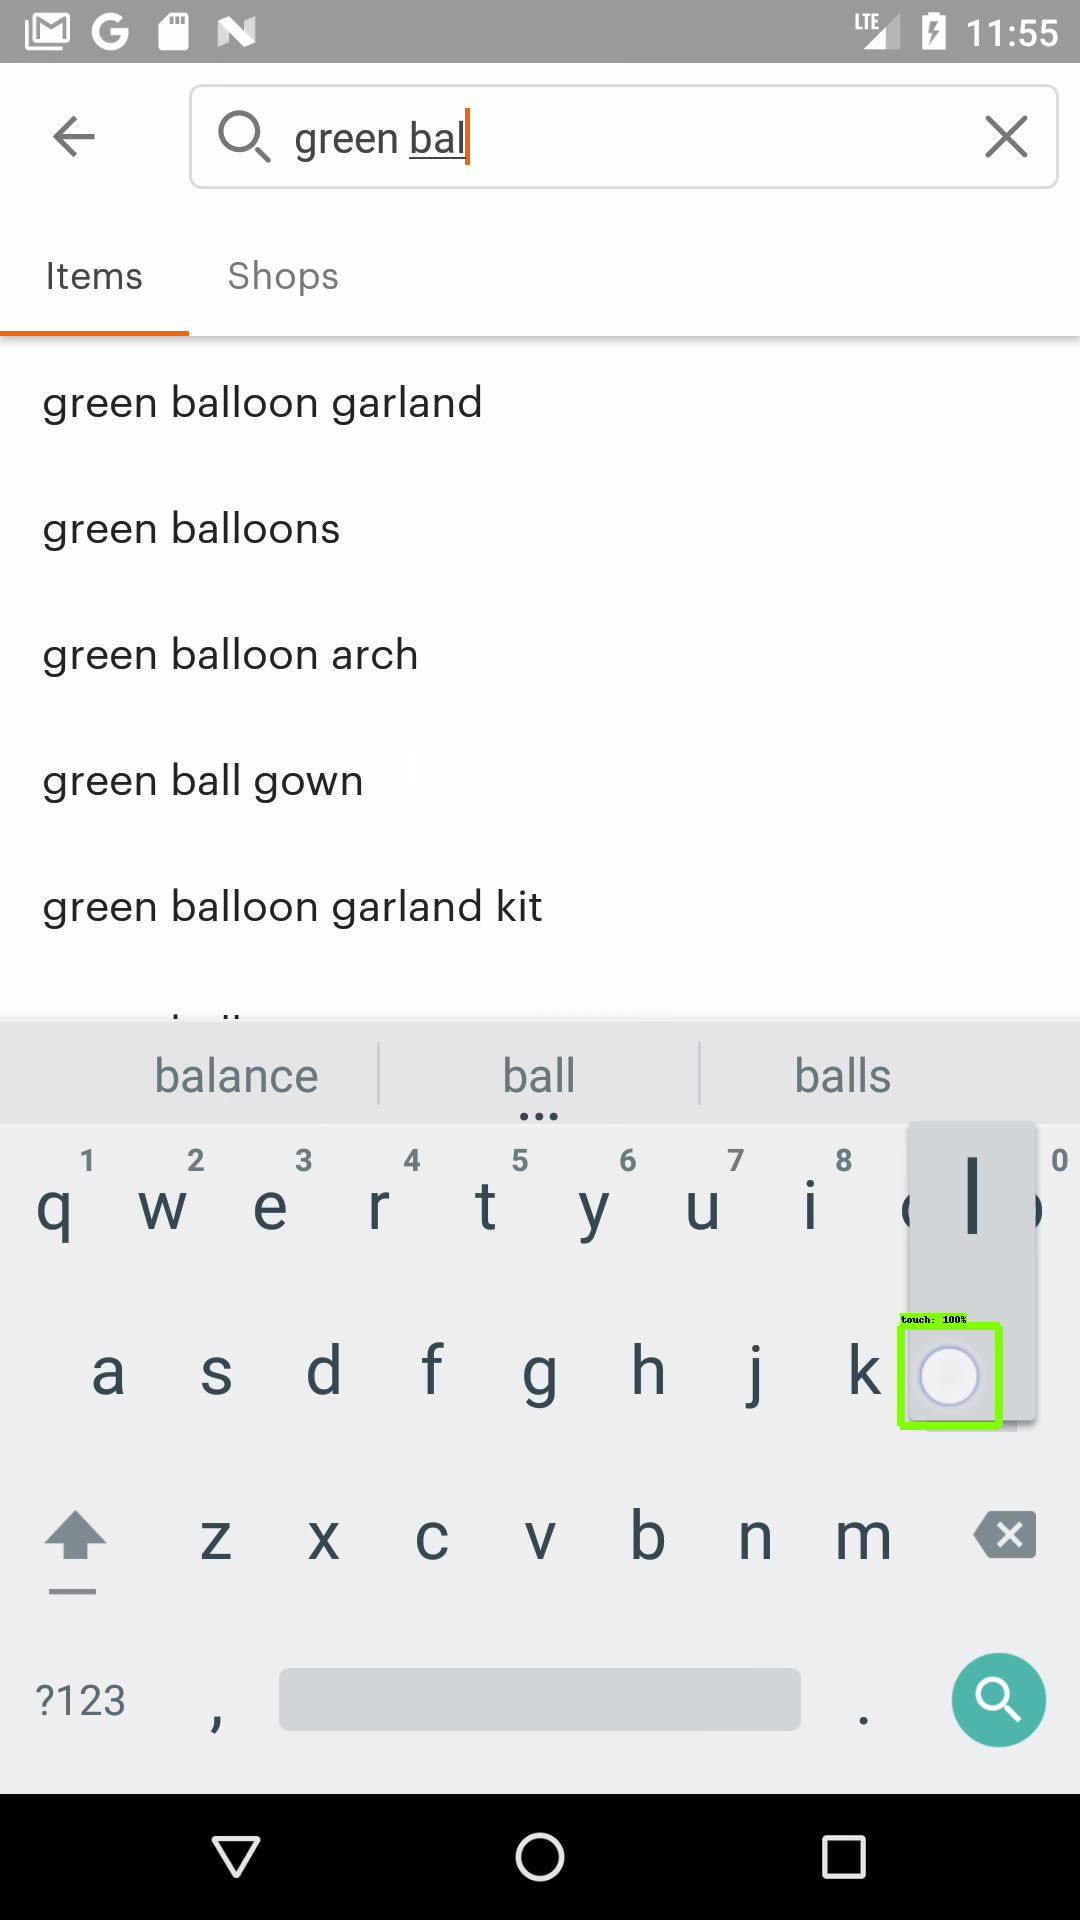 LTE 11:55
green bal
Items Shops
green balloon garland
green balloons
green balloon arch
green ball gown
green balloon garland kit
balance ball balls
1 2 3 4 5 6 7 8 0
q w e r t y u i l
touch: 100%
a s d f g h j k
z x c v b n m
?123 , .